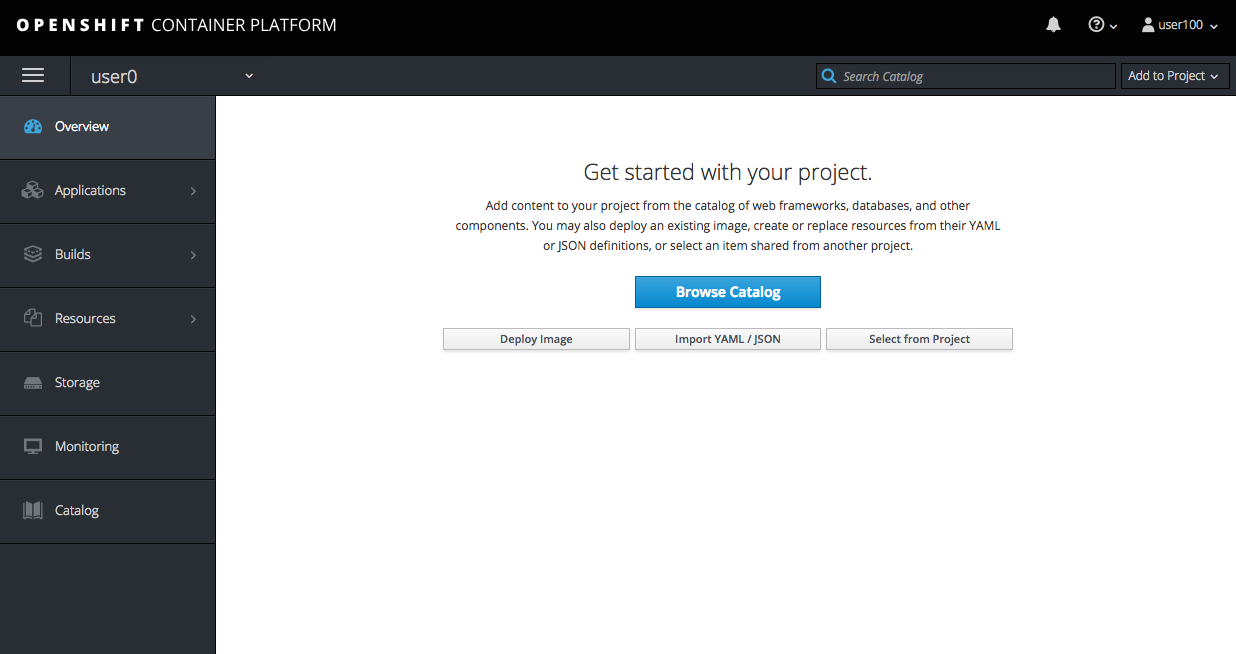 OPENSHIFT CONTAINER PLATFORM
user100
user0
Search Catalog
Add to Project
Overview
Applications
Builds
Resources
Storage
Monitoring
Catalog
Get started with your project.
Add content to your project from the catalog of web frameworks, databases, and other
components. You may also deploy an existing image, create or replace resources from their YAML
or JSON definitions, or select an item shared from another project.
Browse Catalog
Deploy Image
Import YAML / JSON
Select from Project